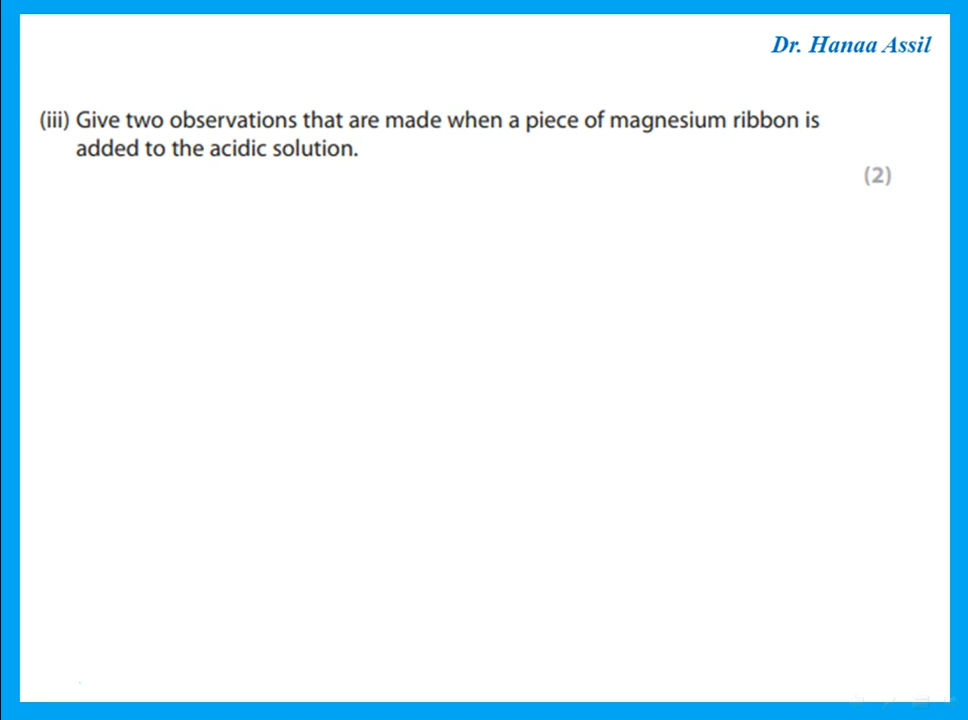 Dr. Hanaa Assil
(iii) Give two observations that are made when a piece of magnesium ribbon is
added to the acidic solution.
(2)